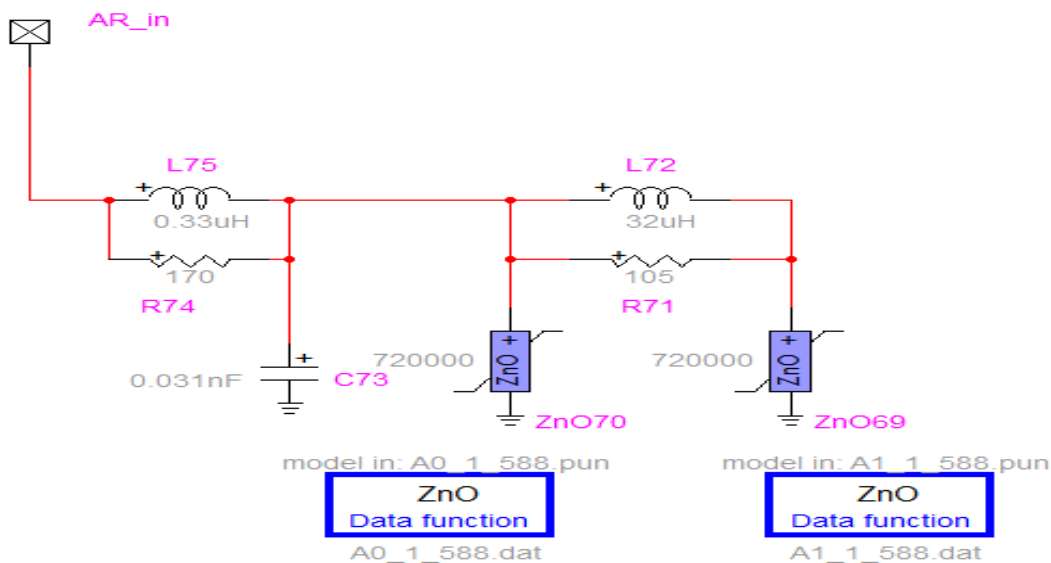 AR_in
L75
0.33uH
+
170
R74
L72
32uH
+
105
R71
+
0.031nF
C73
720000
ZnO +
ZnO70
720000
ZnO +
ZnO69
model in: A0_1_588.pun
ZnO
Data function
A0_1_588.dat
model in: A1_1_588.pun
ZnO
Data function
A1_1_588.dat